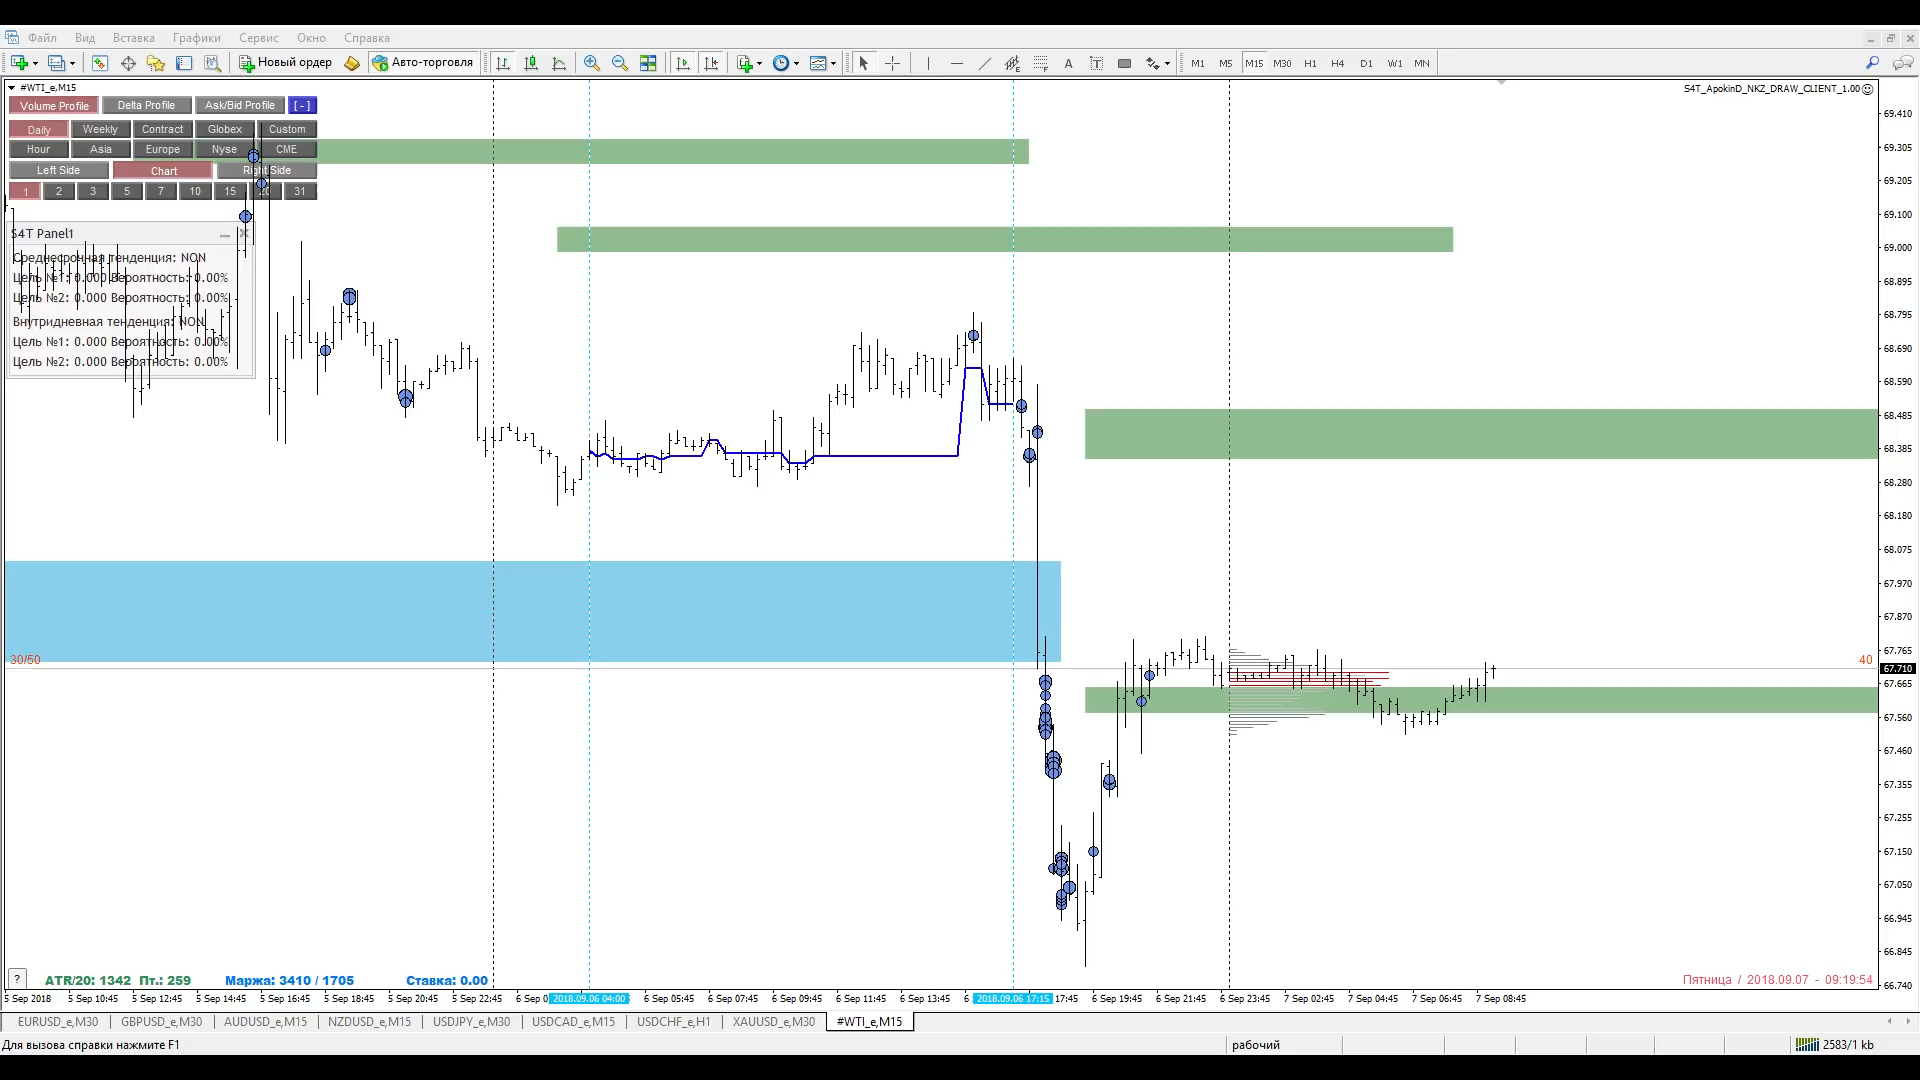 Файл Вид Вставка Графики Сервис Окно Справка
Новый ордер Авто-торговля A T M1 M5 M15 M30 H1 H4 D1 W1 MN
#WTI_e,M15
S4T_ApokinD_NKZ_DRAW_CLIENT_1.00
Volume Profile Delta Profile Ask/Bid Profile [-]
Daily Weekly Contract Globex Custom
Hour Asia Europe Nyse CME
Left Side Chart Right Side
1 2 3 5 7 10 15 20 31
S4T Panel1
Среднесрочная тенденция: NON
Цель №1: 0.000 Вероятность: 0.00%
Цель №2: 0.000 Вероятность: 0.00%
Внутридневная тенденция: NON
Цель №1: 0.000 Вероятность: 0.00%
Цель №2: 0.000 Вероятность: 0.00%
69.410
69.305
69.205
69.100
69.000
68.895
68.795
68.690
68.590
68.485
68.385
68.280
68.180
68.075
67.970
67.870
67.765
30/50
40
67.710
67.665
67.560
67.460
67.355
67.255
67.150
67.050
66.945
66.845
66.740
? ATR/20: 1342 Пт.: 259 Маржа: 3410 / 1705 Ставка: 0.00
Пятница / 2018.09.07 - 09:19:54
5 Sep 2018 5 Sep 10:45 5 Sep 12:45 5 Sep 14:45 5 Sep 16:45 5 Sep 18:45 5 Sep 20:45 5 Sep 22:45 6 Sep 0 2018.09.06 04:00 6 Sep 05:45 6 Sep 07:45 6 Sep 09:45 6 Sep 11:45 6 Sep 13:45 6 2018.09.06 17:15 17:45 6 Sep 19:45 6 Sep 21:45 6 Sep 23:45 7 Sep 02:45 7 Sep 04:45 7 Sep 06:45 7 Sep 08:45
EURUSD_e,M30 GBPUSD_e,M30 AUDUSD_e,M15 NZDUSD_e,M15 USDJPY_e,M30 USDCAD_e,M15 USDCHF_e,H1 XAUUSD_e,M30 #WTI_e,M15
Для вызова справки нажмите F1
рабочий
2583/1 kb